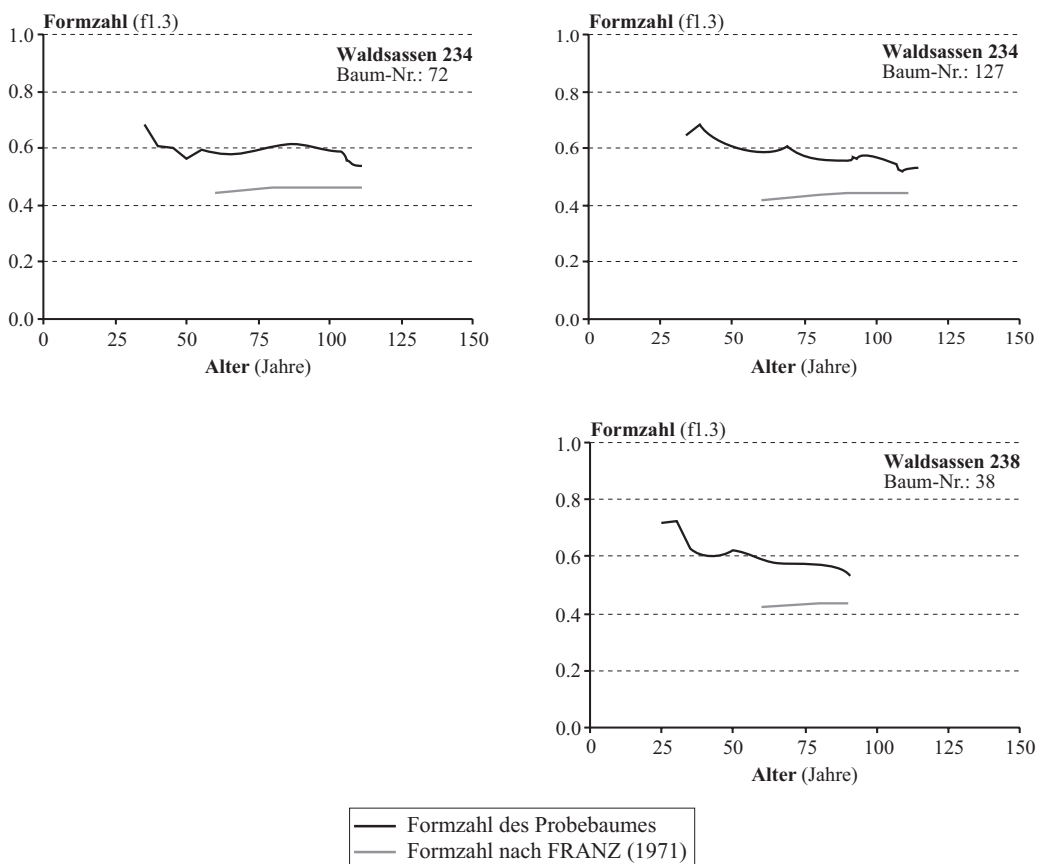 Formzahl (f1.3)
1.0
0.8
0.6
0.4
0.2
0.0
Waldsassen 234
Baum-Nr.: 72
0 25 50 75 100 125 150
Alter (Jahre)
Formzahl (f1.3)
1.0
0.8
0.6
0.4
0.2
0.0
Waldsassen 234
Baum-Nr.: 127
0 25 50 75 100 125 150
Alter (Jahre)
Formzahl (f1.3)
1.0
0.8
0.6
0.4
0.2
0.0
Waldsassen 238
Baum-Nr.: 38
0 25 50 75 100 125 150
Alter (Jahre)
Formzahl des Probebaumes
Formzahl nach FRANZ (1971)